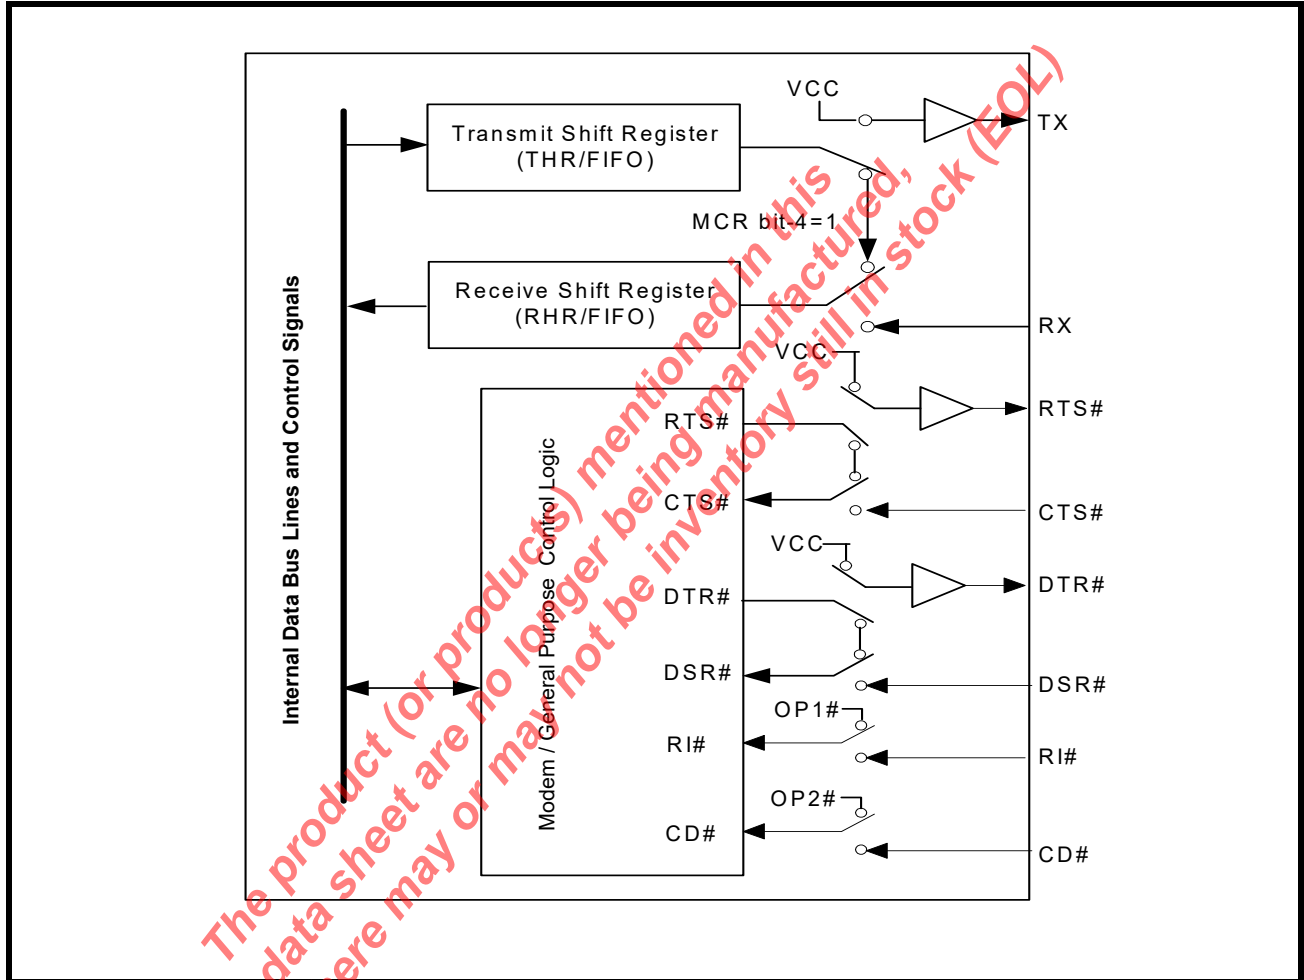 VCC
TX
Transmit Shift Register
(THR/FIFO)
MCR bit-4=1
Receive Shift Register
(RHR/FIFO)
RX
VCC
RTS#
RTS#
CTS#
CTS#
VCC
DTR#
DTR#
DSR#
DSR#
OP1#
RI#
RI#
OP2#
CD#
CD#
Internal Data Bus Lines and Control Signals
Modem / General Purpose Control Logic
The product (or products) mentioned in this
data sheet are no longer being manufactured,
may or may not be inventory still in stock (EOL)